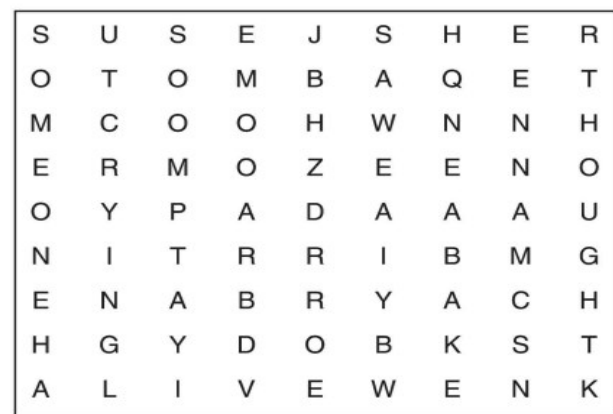 S U S E J S H E R
O T O M B A Q E T
M C O O H W N N H
E R M O Z E E N O
O Y P A D A A A U
N I T R R I B M G
E N A B R Y A C H
H G Y D O B K S T
A L I V E W E N K